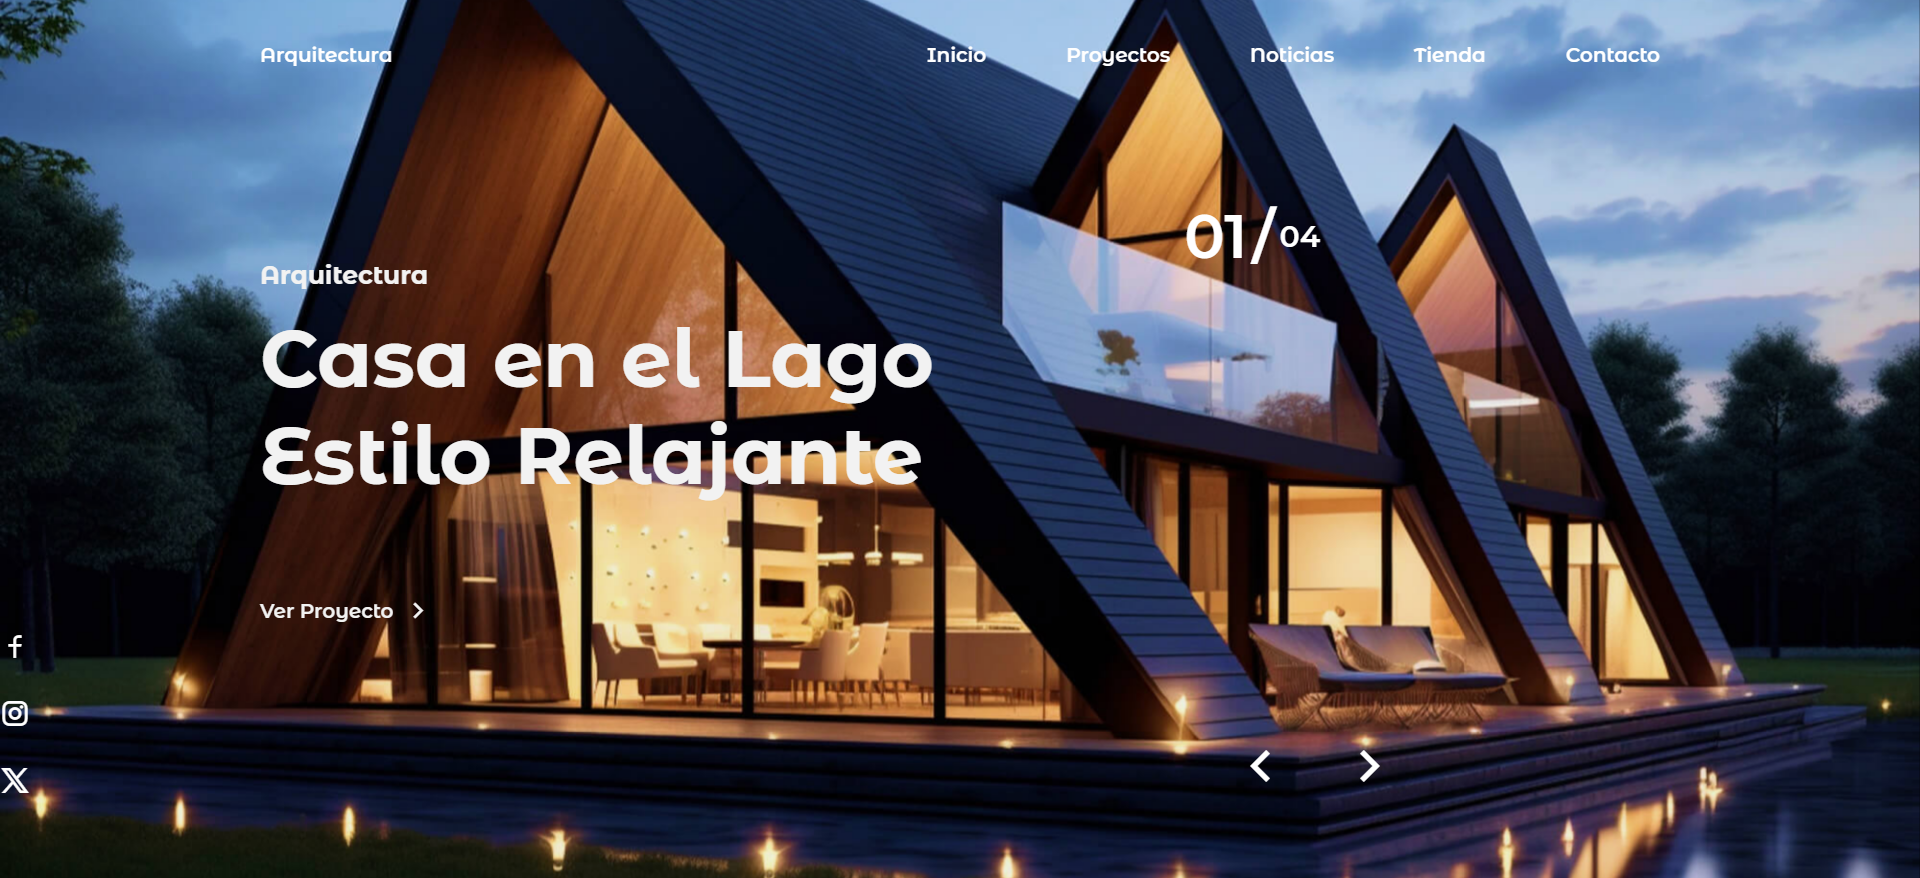 Arquitectura
Inicio
Proyectos
Noticias
Tienda
Contacto
01/04
Arquitectura
Casa en el Lago
Estilo Relajante
Ver Proyecto